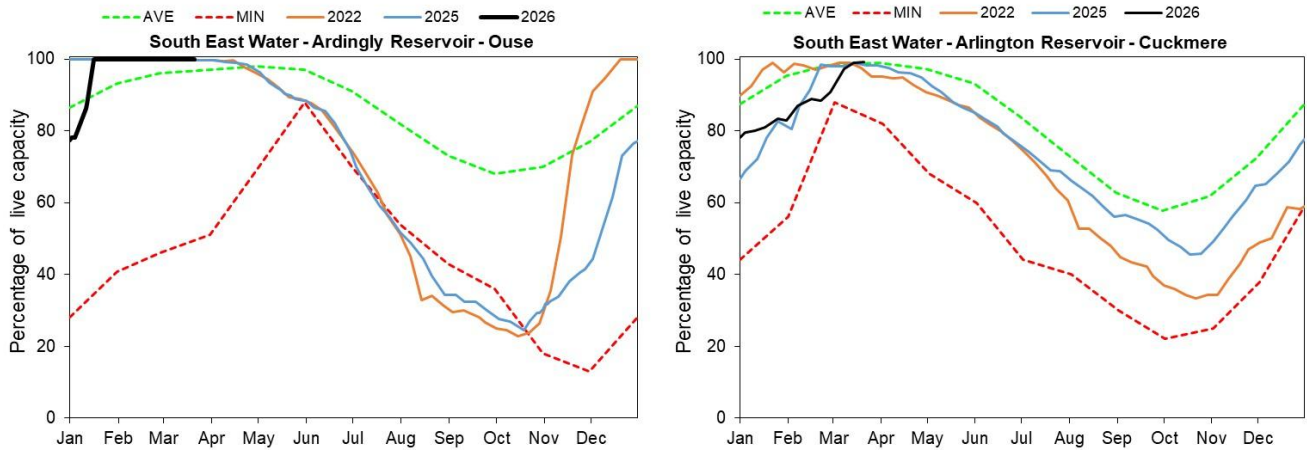 AVE MIN 2022 2025 2026
South East Water - Ardingly Reservoir - Ouse
Percentage of live capacity
100
80
60
40
20
0
Jan Feb Mar Apr May Jun Jul Aug Sep Oct Nov Dec
AVE MIN 2022 2025 2026
South East Water - Arlington Reservoir - Cuckmere
Percentage of live capacity
100
80
60
40
20
0
Jan Feb Mar Apr May Jun Jul Aug Sep Oct Nov Dec